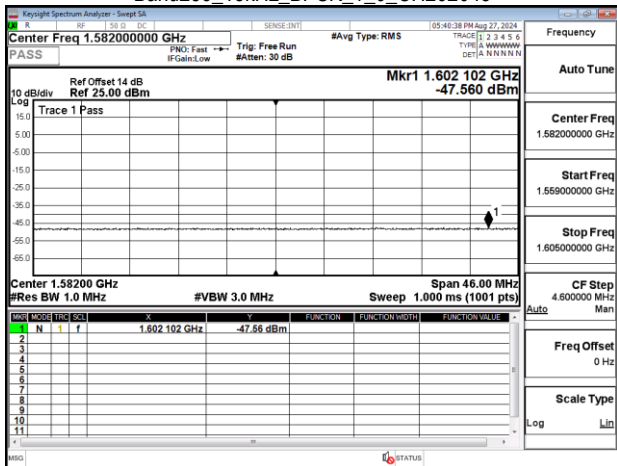 Keysight Spectrum Analyzer - Swept SA
RF 50 Ω DC SENSE:INT 05:40:38 PM Aug 27, 2024
Center Freq 1.582000000 GHz #Avg Type: RMS TRACE 1 2 3 4 5 6
PASS PNO: Fast Trig: Free Run TYPE A WWWWW
IFGain:Low #Atten: 30 dB DET A N N N N N
Frequency
Auto Tune
Ref Offset 14 dB Mkr1 1.602 102 GHz
10 dB/div Ref 25.00 dBm -47.560 dBm
Log
Trace 1 Pass
15.0
5.00
-5.00
-15.0
-25.0
-35.0
-45.0
-55.0
-65.0
1
Center 1.58200 GHz Span 46.00 MHz
#Res BW 1.0 MHz #VBW 3.0 MHz Sweep 1.000 ms (1001 pts)
MKR MODE TRC SCL X Y FUNCTION FUNCTION WIDTH FUNCTION VALUE
1 N 1 f 1.602 102 GHz -47.56 dBm
2
3
4
5
6
7
8
9
10
11
MSG STATUS
Center Freq
1.582000000 GHz
Start Freq
1.559000000 GHz
Stop Freq
1.605000000 GHz
CF Step
4.600000 MHz
Auto Man
Freq Offset
0 Hz
Scale Type
Log Lin